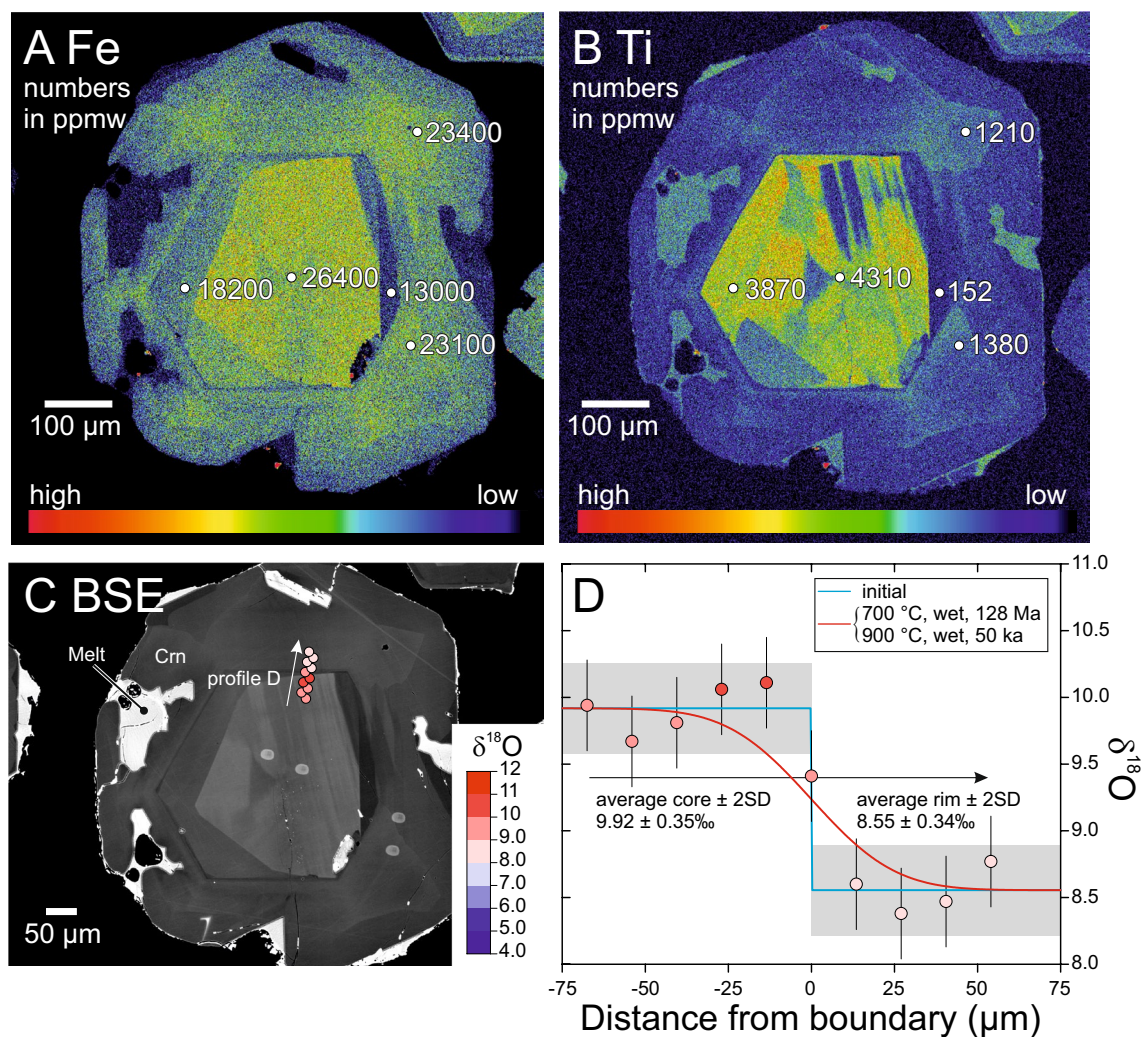 A Fe
numbers
in ppmw
23400
26400
18200
13000
23100
100 µm
high low
B Ti
numbers
in ppmw
1210
4310
3870
152
1380
100 µm
high low
C BSE
Melt
Crn
profile D
δ18O
12
11
10
9.0
8.0
7.0
6.0
5.0
4.0
50 µm
D
initial
700 °C, wet, 128 Ma
900 °C, wet, 50 ka
average core ± 2SD
9.92 ± 0.35‰
average rim ± 2SD
8.55 ± 0.34‰
11.0
10.5
10.0
9.5
9.0
8.5
8.0
δ18O
-75 -50 -25 0 25 50 75
Distance from boundary (µm)